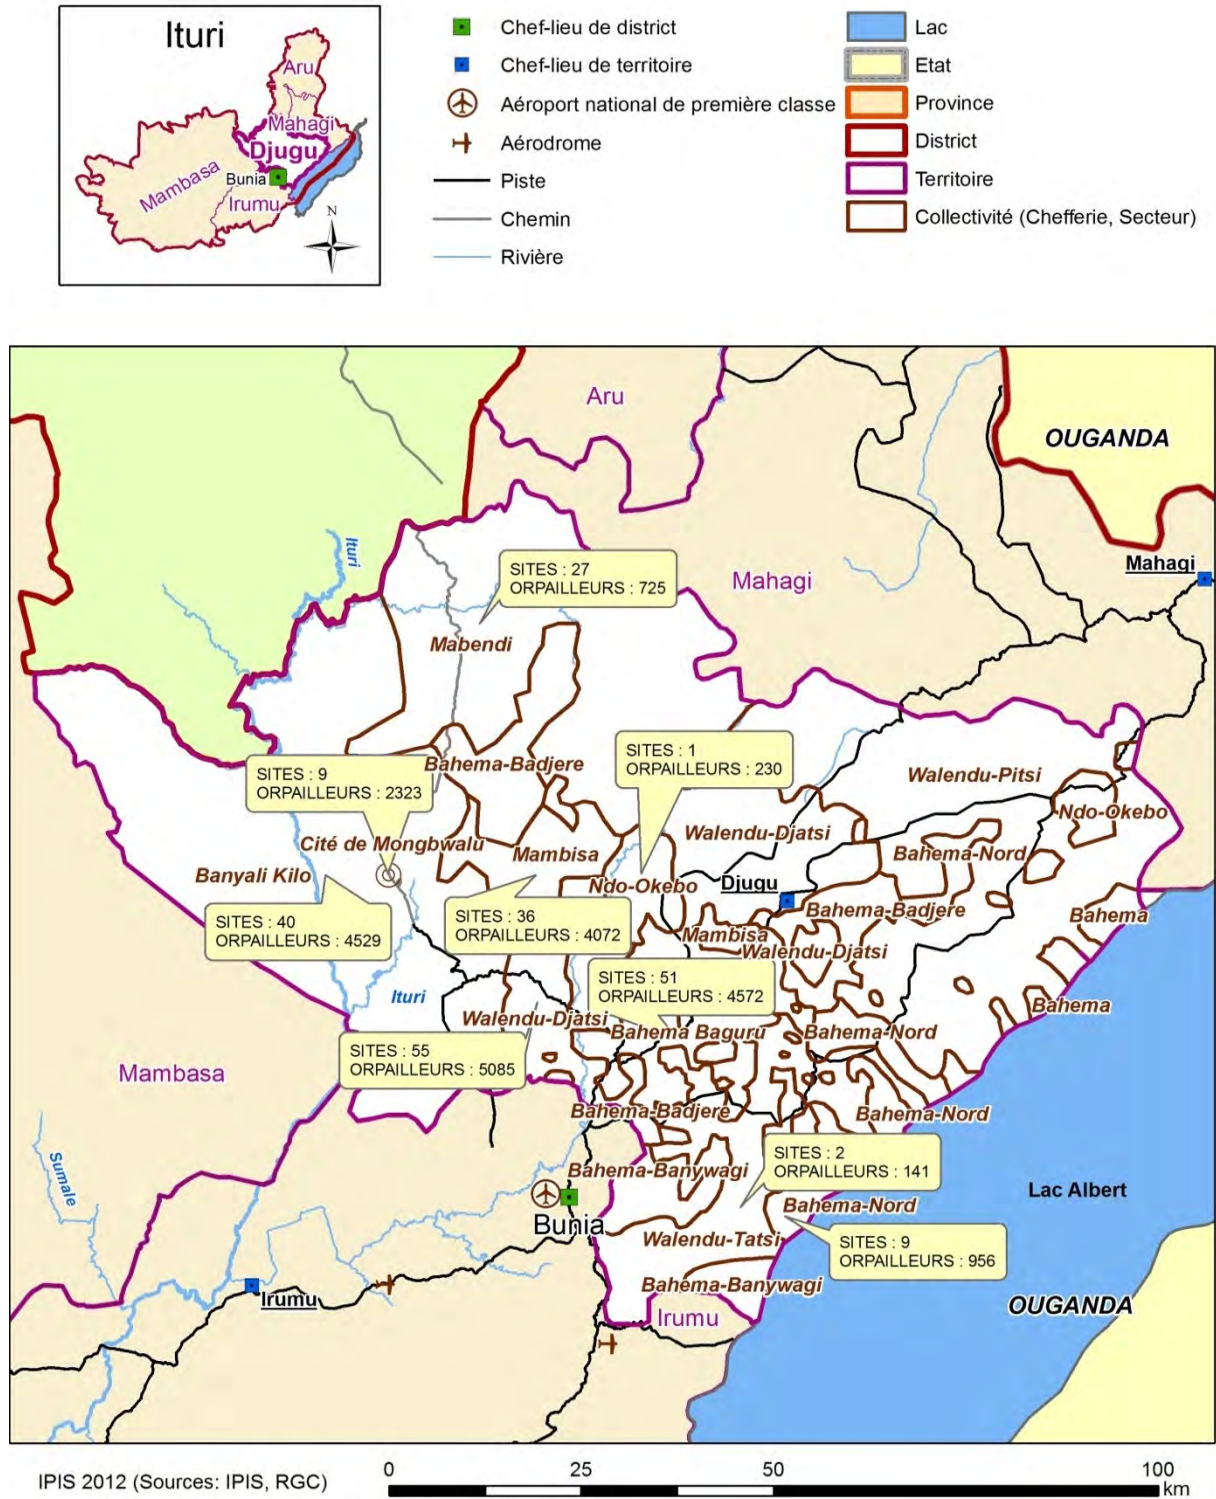 Ituri
Aru
Mahagi
Djugu
Mambasa
Bunia
Irumu
N
Chef-lieu de district
Chef-lieu de territoire
Aéroport national de première classe
Aérodrome
Piste
Chemin
Rivière
Lac
Etat
Province
District
Territoire
Collectivité (Chefferie, Secteur)
Aru
OUGANDA
Ituri
Mahagi
Mahagi
SITES : 27
ORPAILLEURS : 725
Mabendi
SITES : 1
ORPAILLEURS : 230
Bahema-Badjere
SITES : 9
ORPAILLEURS : 2323
Walendu-Pitsi
Ndo-Okebo
Walendu-Djatsi
Cité de Mongbwalu
Mambisa
Bahema-Nord
Banyali Kilo
Ndo-Okebo
Djugu
Bahema-Badjere
Bahema
SITES : 40
ORPAILLEURS : 4529
SITES : 36
ORPAILLEURS : 4072
Mambisa
Walendu-Djatsi
SITES : 51
ORPAILLEURS : 4572
Ituri
Bahema
Walendu-Djatsi
Bahema Baguru
Bahema-Nord
SITES : 55
ORPAILLEURS : 5085
Mambasa
Bahema-Badjere
Bahema-Nord
SITES : 2
ORPAILLEURS : 141
Sumale
Bahema-Banywagi
Lac Albert
Bahema-Nord
Bunia
Walendu-Tatsi
SITES : 9
ORPAILLEURS : 956
Bahema-Banywagi
Irumu
OUGANDA
Irumu
IPIS 2012 (Sources: IPIS, RGC)
0 25 50 100
km